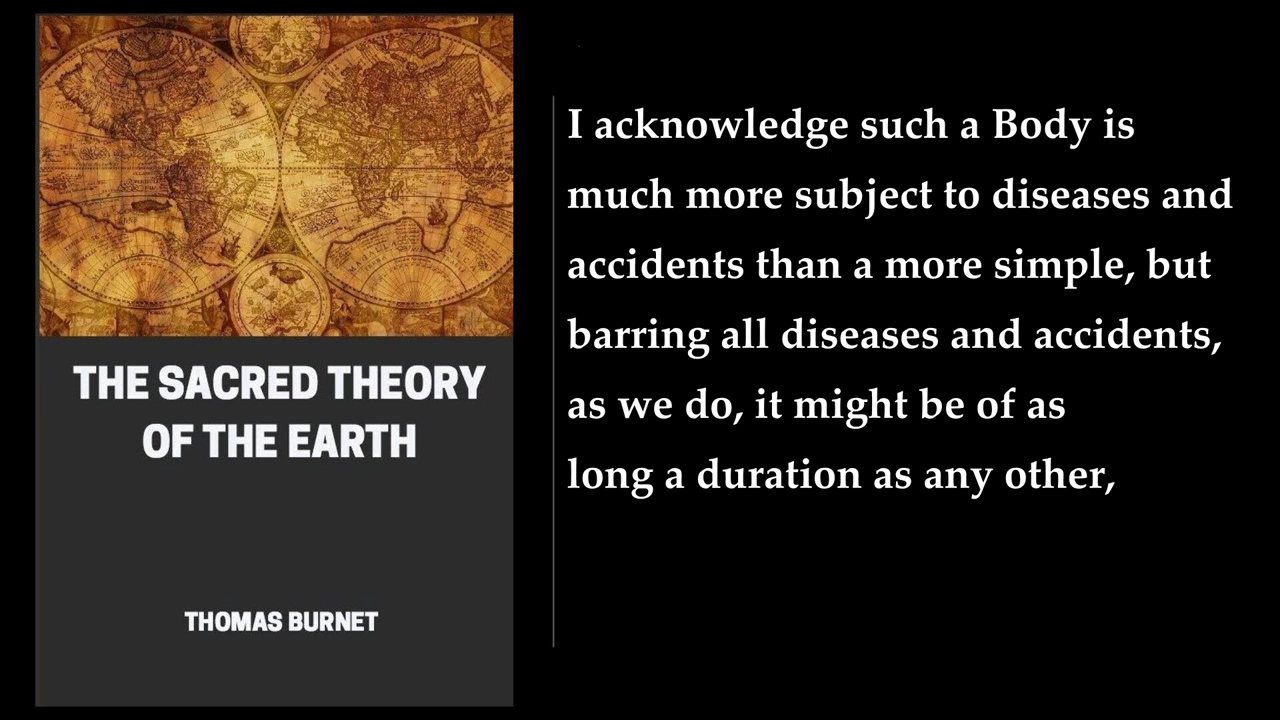 THE SACRED THEORY
OF THE EARTH
THOMAS BURNET
I acknowledge such a Body is
much more subject to diseases and
accidents than a more simple, but
barring all diseases and accidents,
as we do, it might be of as
long a duration as any other,